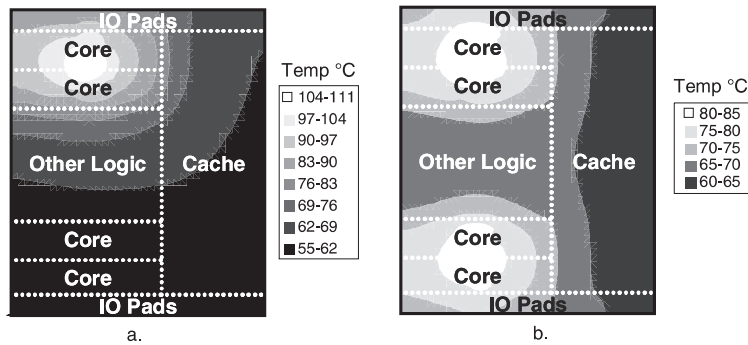 IO Pads
Core
Core
Other Logic
Cache
Core
Core
IO Pads
a.
Temp °C
104-111
97-104
90-97
83-90
76-83
69-76
62-69
55-62
IO Pads
Core
Core
Other Logic
Cache
Core
Core
IO Pads
b.
Temp °C
80-85
75-80
70-75
65-70
60-65